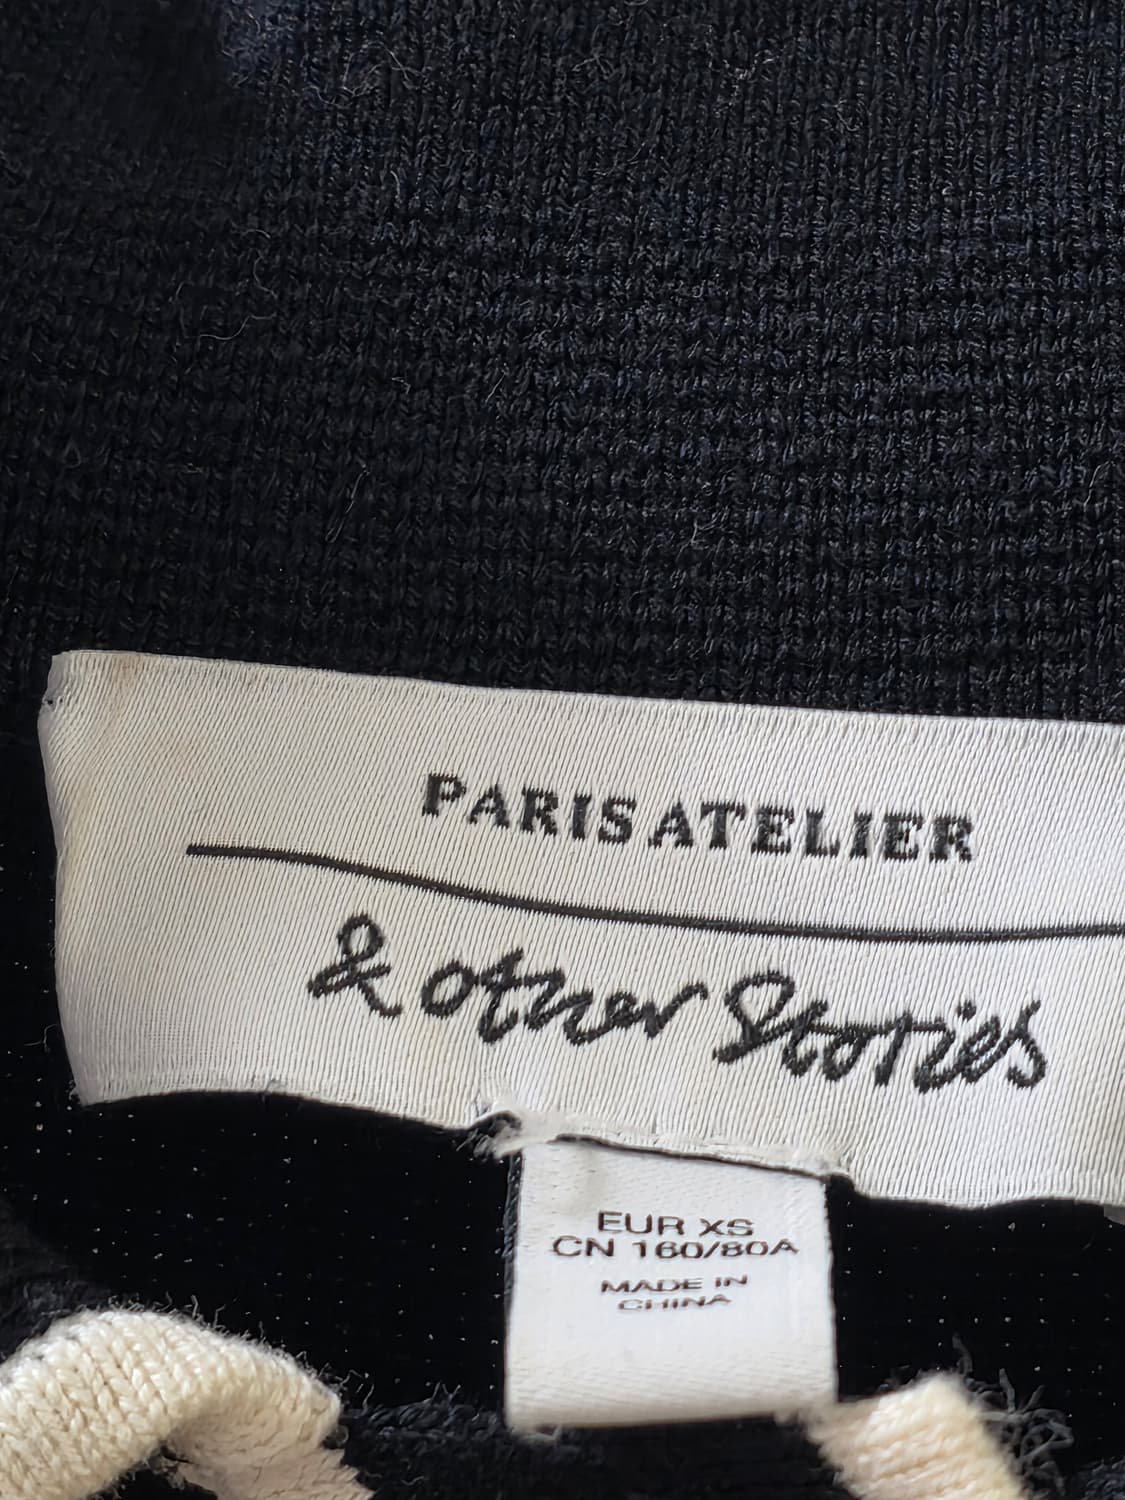 PARIS ATELIER
& other Stories
EUR XS
CN 160/80A
MADE IN
CHINA